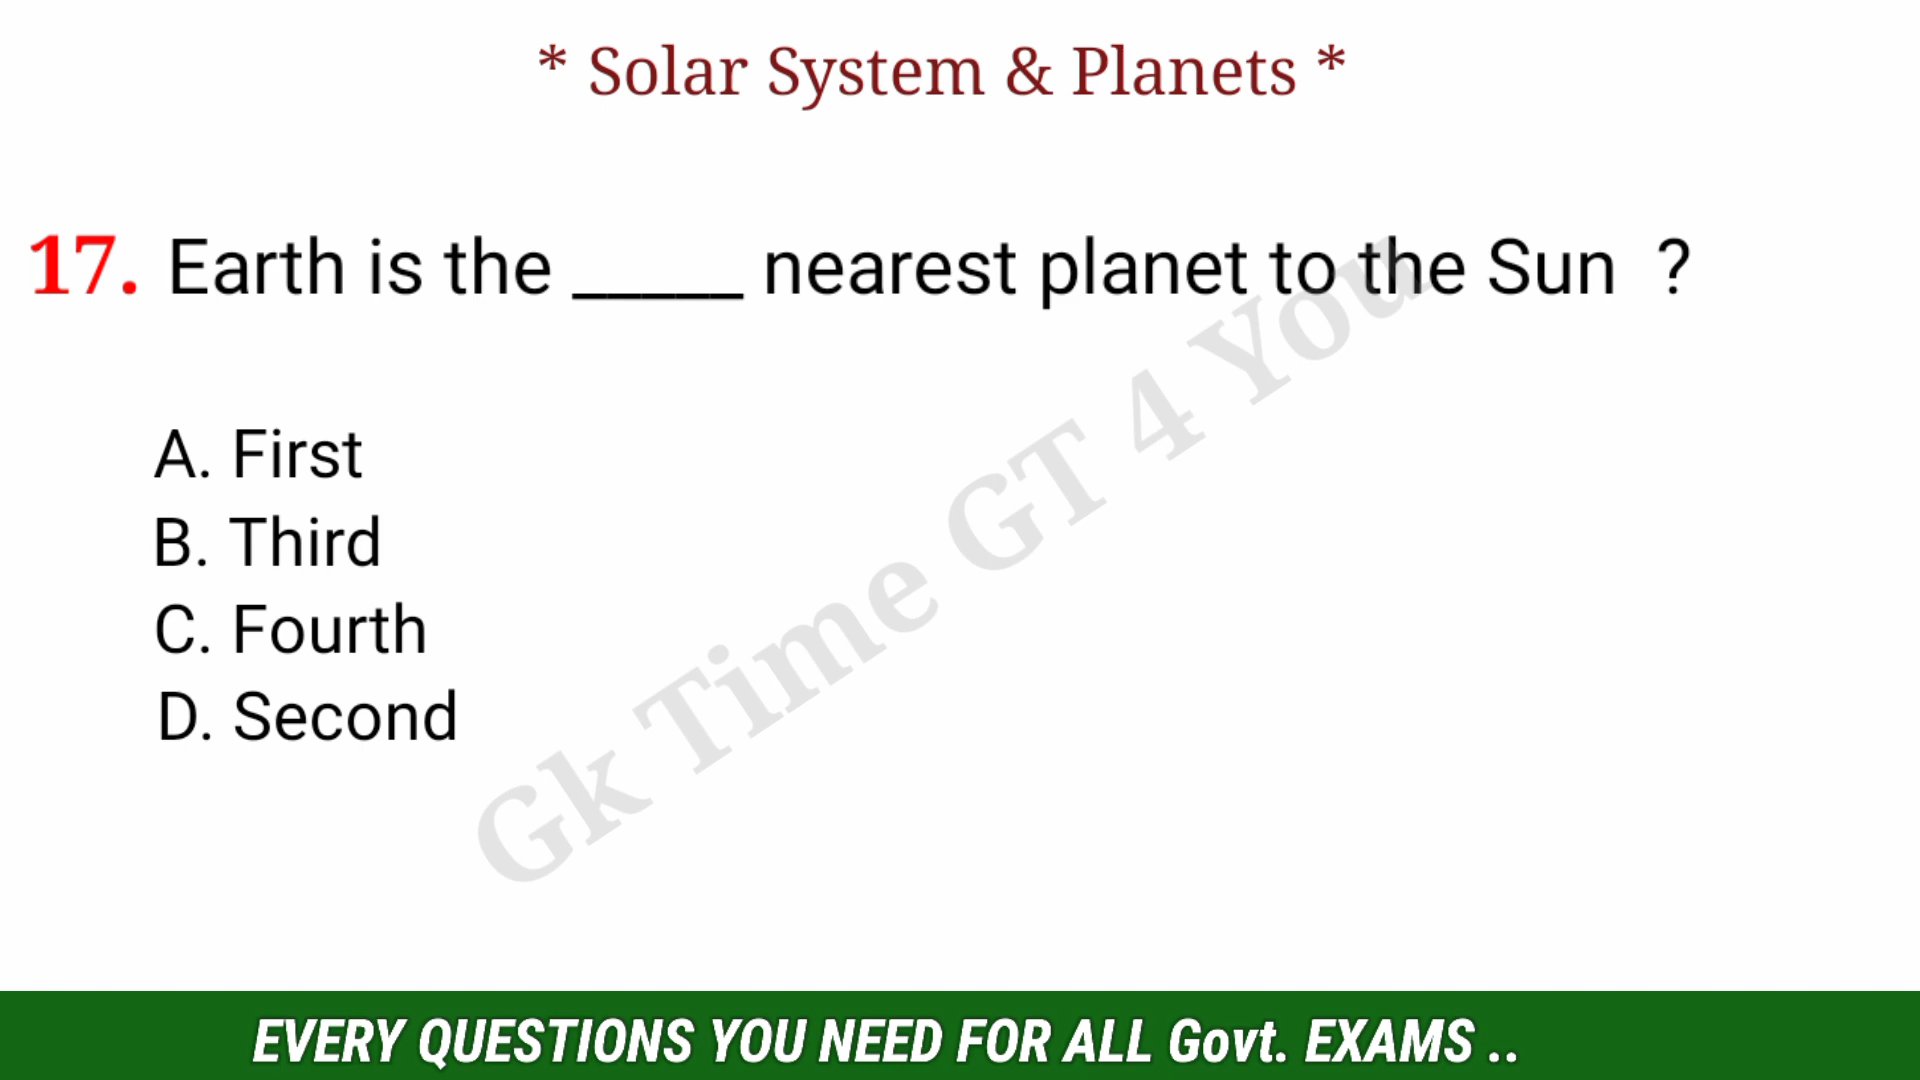 * Solar System & Planets *
17. Earth is the _____ nearest planet to the Sun  ?
A. First
B. Third
C. Fourth
D. Second
Gk Time GT 4 You
EVERY QUESTIONS YOU NEED FOR ALL Govt. EXAMS ..